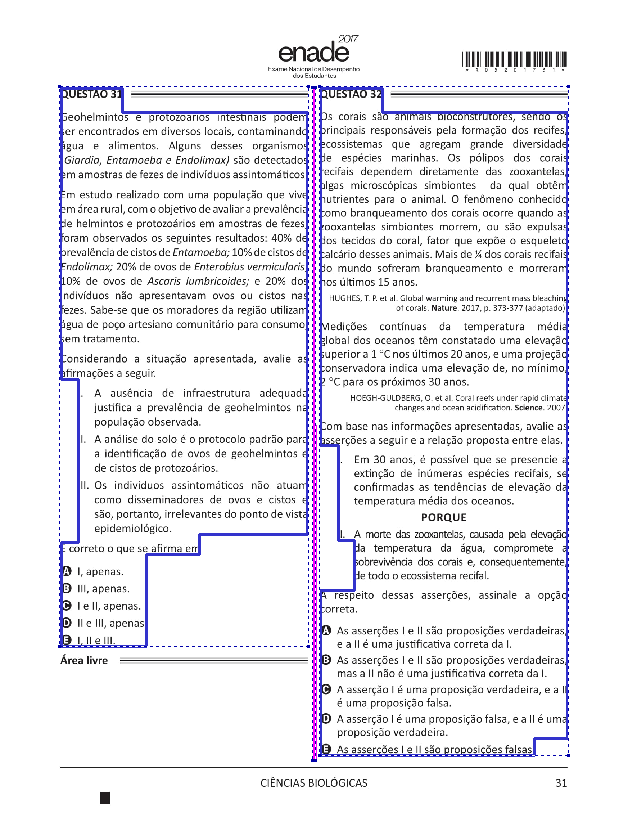 enade 2017
Exame Nacional de Desempenho
dos Estudantes
*R0320175 1*
QUESTÃO 31
Geohelmintos e protozoários intestinais podem
ser encontrados em diversos locais, contaminando
água e alimentos. Alguns desses organismos
(Giardia, Entamoeba e Endolimax) são detectados
em amostras de fezes de indivíduos assintomáticos.
Em estudo realizado com uma população que vive
em área rural, com o objetivo de avaliar a prevalência
de helmintos e protozoários em amostras de fezes,
foram observados os seguintes resultados: 40% de
prevalência de cistos de Entamoeba; 10% de cistos de
Endolimax; 20% de ovos de Enterobius vermicularis;
10% de ovos de Ascaris lumbricoides; e 20% dos
indivíduos não apresentavam ovos ou cistos nas
fezes. Sabe-se que os moradores da região utilizam
água de poço artesiano comunitário para consumo,
sem tratamento.
Considerando a situação apresentada, avalie as
afirmações a seguir.
I. A ausência de infraestrutura adequada
justifica a prevalência de geohelmintos na
população observada.
II. A análise do solo é o protocolo padrão para
a identificação de ovos de geohelmintos e
de cistos de protozoários.
III. Os indivíduos assintomáticos não atuam
como disseminadores de ovos e cistos e
são, portanto, irrelevantes do ponto de vista
epidemiológico.
É correto o que se afirma em
A I, apenas.
B III, apenas.
C I e II, apenas.
D II e III, apenas.
E I, II e III.
Área livre
QUESTÃO 32
Os corais são animais bioconstrutores, sendo os
principais responsáveis pela formação dos recifes,
ecossistemas que agregam grande diversidade
de espécies marinhas. Os pólipos dos corais
recifais dependem diretamente das zooxantelas,
algas microscópicas simbiontes da qual obtêm
nutrientes para o animal. O fenômeno conhecido
como branqueamento dos corais ocorre quando as
zooxantelas simbiontes morrem, ou são expulsas
dos tecidos do coral, fator que expõe o esqueleto
calcário desses animais. Mais de ¼ dos corais recifais
do mundo sofreram branqueamento e morreram
nos últimos 15 anos.
HUGHES, T. P. et al. Global warming and recurrent mass bleaching
of corals. Nature. 2017, p. 373-377 (adaptado).
Medições contínuas da temperatura média
global dos oceanos têm constatado uma elevação
superior a 1 °C nos últimos 20 anos, e uma projeção
conservadora indica uma elevação de, no mínimo,
2 °C para os próximos 30 anos.
HOEGH-GULDBERG, O. et al. Coral reefs under rapid climate
changes and ocean acidification. Science. 2007.
Com base nas informações apresentadas, avalie as
asserções a seguir e a relação proposta entre elas.
I. Em 30 anos, é possível que se presencie a
extinção de inúmeras espécies recifais, se
confirmadas as tendências de elevação da
temperatura média dos oceanos.
PORQUE
II. A morte das zooxantelas, causada pela elevação
da temperatura da água, compromete a
sobrevivência dos corais e, consequentemente,
de todo o ecossistema recifal.
A respeito dessas asserções, assinale a opção
correta.
A As asserções I e II são proposições verdadeiras,
e a II é uma justificativa correta da I.
B As asserções I e II são proposições verdadeiras,
mas a II não é uma justificativa correta da I.
C A asserção I é uma proposição verdadeira, e a II
é uma proposição falsa.
D A asserção I é uma proposição falsa, e a II é uma
proposição verdadeira.
E As asserções I e II são proposições falsas.
CIÊNCIAS BIOLÓGICAS 31